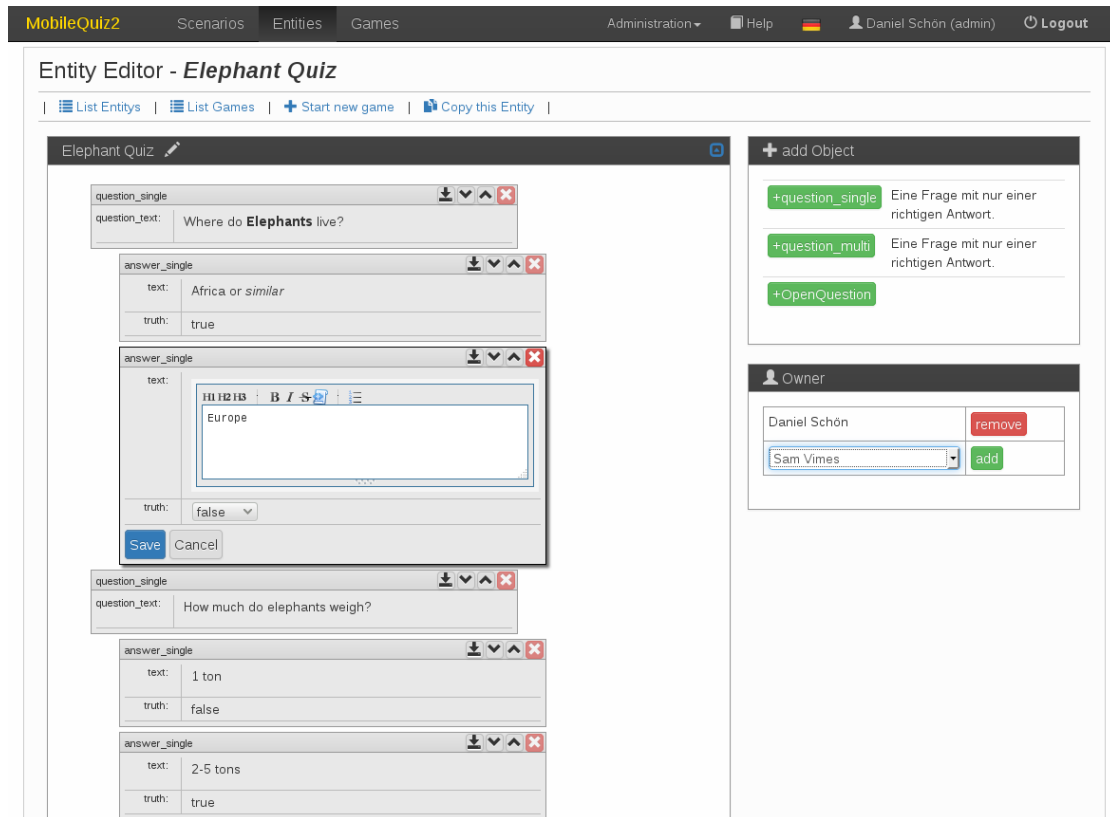 MobileQuiz2 Scenarios Entities Games Administration Help Daniel Schön (admin) Logout
Entity Editor - Elephant Quiz
| List Entitys | List Games | Start new game | Copy this Entity |
Elephant Quiz
question_single
question_text: Where do Elephants live?
answer_single
text: Africa or similar
truth: true
answer_single
text:
H1 H2 H3 B I S
Europe
truth: false
Save Cancel
question_single
question_text: How much do elephants weigh?
answer_single
text: 1 ton
truth: false
answer_single
text: 2-5 tons
truth: true
add Object
+question_single Eine Frage mit nur einer
richtigen Antwort.
+question_multi Eine Frage mit nur einer
richtigen Antwort.
+OpenQuestion
Owner
Daniel Schön remove
Sam Vimes add